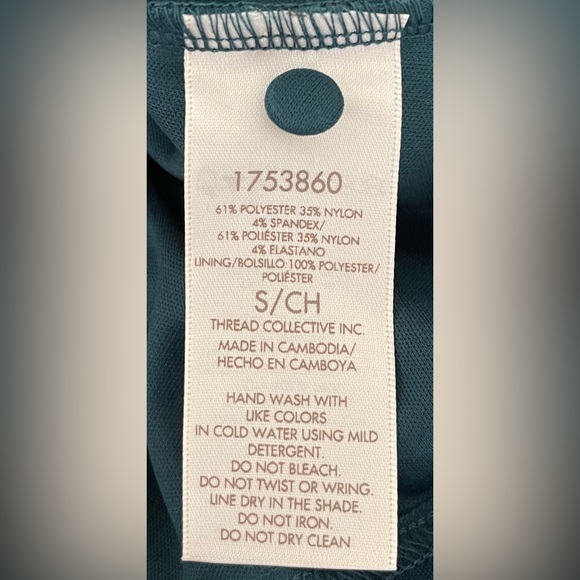 1753860
61% POLYESTER 35% NYLON
4% SPANDEX/
61% POLIÉSTER 35% NYLON
4% ELASTANO
LINING/BOLSILLO:100% POLYESTER/
POLIÉSTER
S/CH
THREAD COLLECTIVE INC.
MADE IN CAMBODIA/
HECHO EN CAMBOYA
HAND WASH WITH
LIKE COLORS
IN COLD WATER USING MILD
DETERGENT.
DO NOT BLEACH.
DO NOT TWIST OR WRING.
LINE DRY IN THE SHADE.
DO NOT IRON.
DO NOT DRY CLEAN